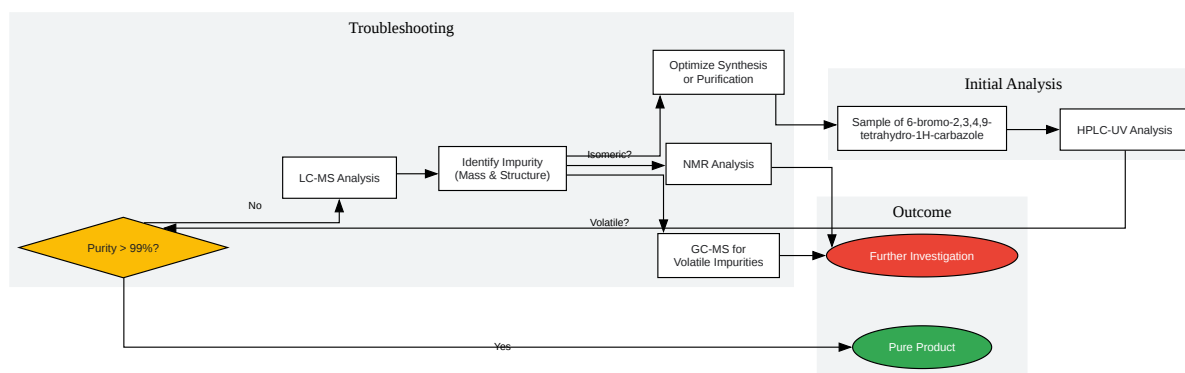 Troubleshooting
Optimize Synthesis
or Purification
Initial Analysis
Sample of 6-bromo-2,3,4,9-
tetrahydro-1H-carbazole
HPLC-UV Analysis
Isomeric?
NMR Analysis
Identify Impurity
(Mass & Structure)
LC-MS Analysis
No
Volatile?
Outcome
Purity > 99%?
GC-MS for
Volatile Impurities
Further Investigation
Yes
Pure Product